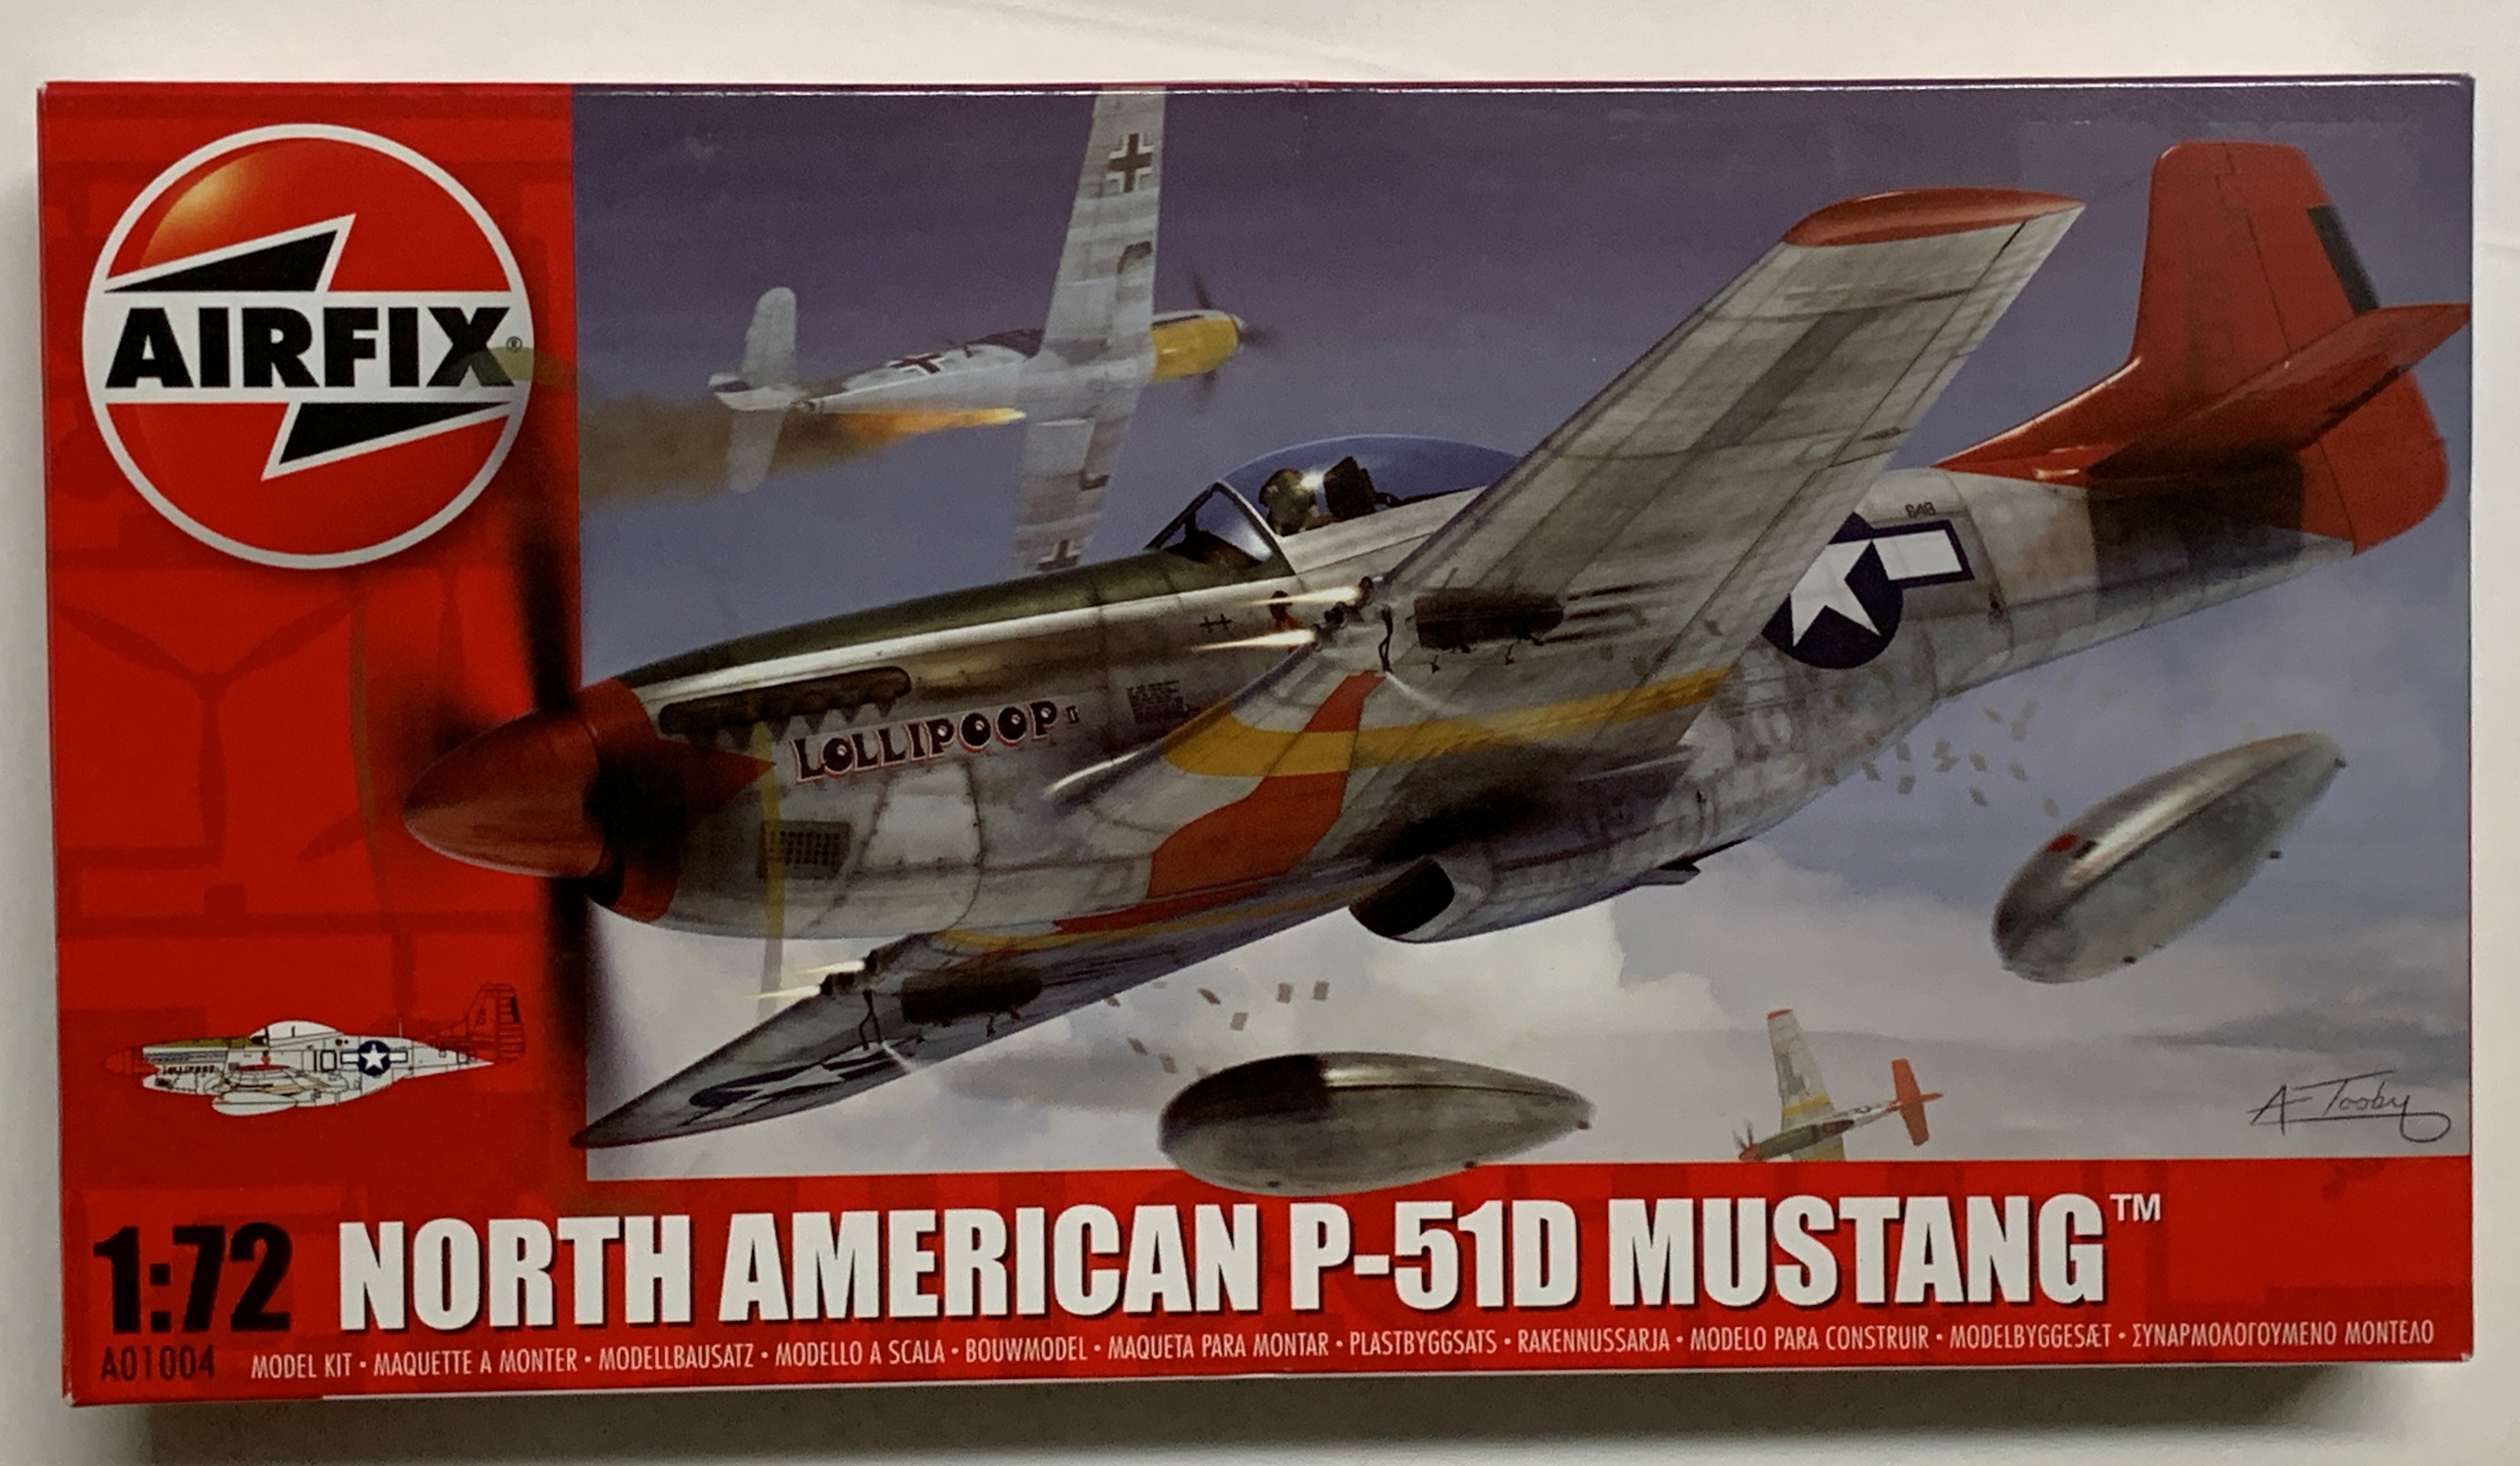 AIRFIX®
LOLLIPOOP II
648
A Tooby
1:72
NORTH AMERICAN P-51D MUSTANG™
A01004
MODEL KIT • MAQUETTE A MONTER • MODELLBAUSATZ • MODELLO A SCALA • BOUWMODEL • MAQUETA PARA MONTAR • PLASTBYGGSATS • RAKENNUSSARJA • MODELO PARA CONSTRUIR • MODELBYGGESÆT • ΣΥΝΑΡΜΟΛΟΓΟΥΜΕΝΟ ΜΟΝΤΕΛΟ